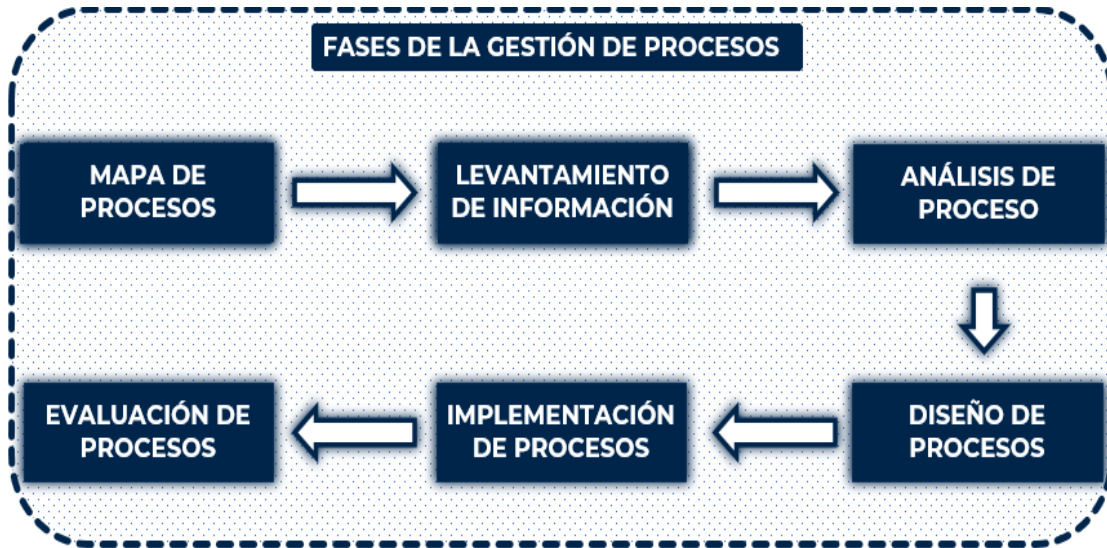 FASES DE LA GESTIÓN DE PROCESOS
MAPA DE
PROCESOS
LEVANTAMIENTO
DE INFORMACIÓN
ANÁLISIS DE
PROCESO
DISEÑO DE
PROCESOS
IMPLEMENTACIÓN
DE PROCESOS
EVALUACIÓN DE
PROCESOS